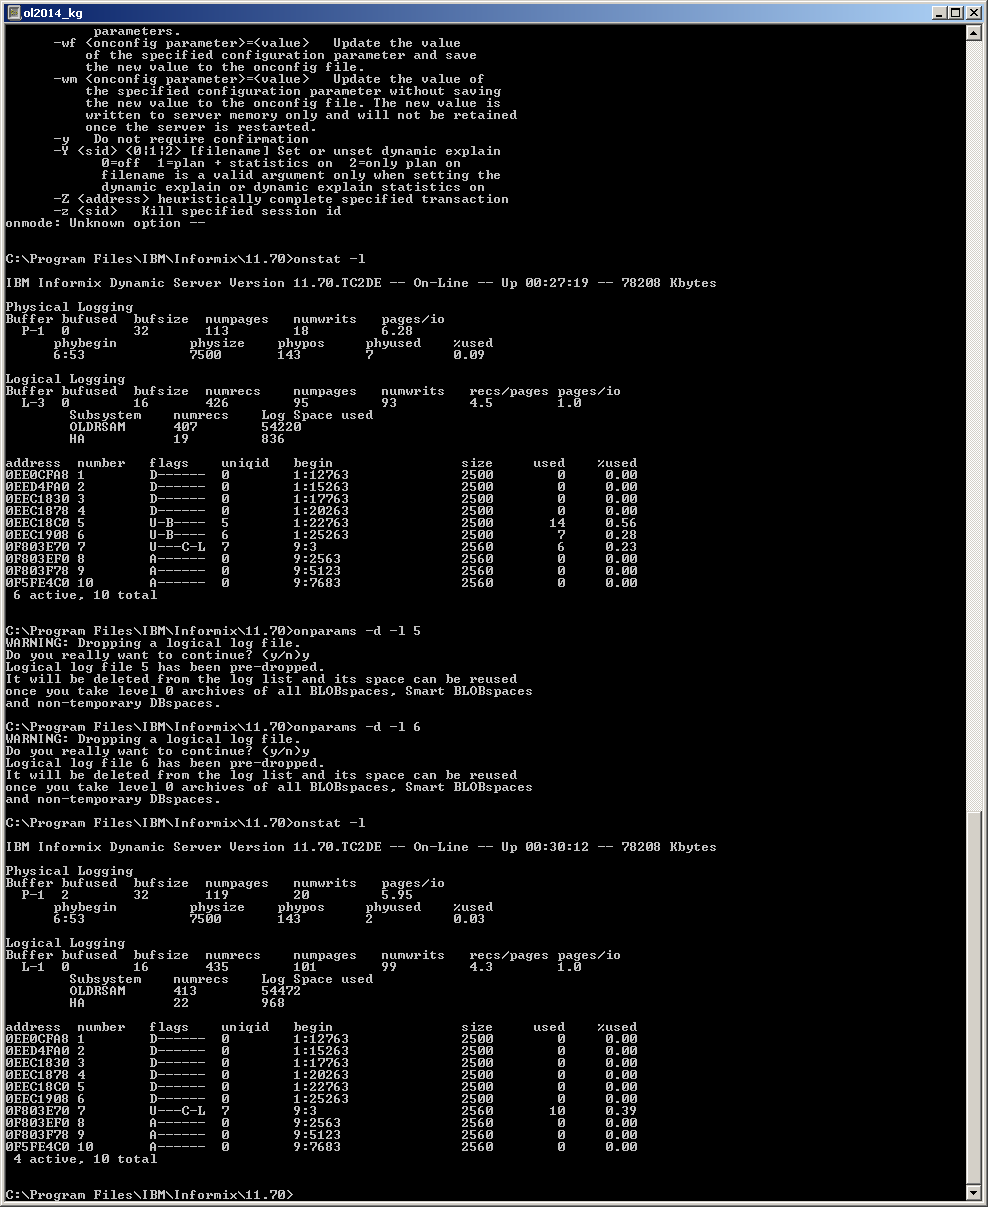 ol2014_kg
parameters.
-wf <onconfig parameter>=<value>   Update the value
of the specified configuration parameter and save
the new value to the onconfig file.
-wm <onconfig parameter>=<value>   Update the value of
the specified configuration parameter without saving
the new value to the onconfig file. The new value is
written to server memory only and will not be retained
once the server is restarted.
-y   Do not require confirmation
-Y <sid> <0|1|2> [filename] Set or unset dynamic explain
0=off  1=plan + statistics on  2=only plan on
filename is a valid argument only when setting the
dynamic explain or dynamic explain statistics on
-Z <address> heuristically complete specified transaction
-z <sid>   Kill specified session id
onmode: Unknown option --
C:\Program Files\IBM\Informix\11.70>onstat -l
IBM Informix Dynamic Server Version 11.70.TC2DE -- On-Line -- Up 00:27:19 -- 78208 Kbytes
Physical Logging
Buffer bufused  bufsize  numpages   numwrits   pages/io
P-1  0        32       113        18         6.28
phybegin         physize    phypos     phyused    %used
6:53             7500       143        7          0.09
Logical Logging
Buffer bufused  bufsize  numrecs    numpages   numwrits   recs/pages pages/io
L-3  0        16       426        95         93         4.5        1.0
Subsystem    numrecs    Log Space used
OLDRSAM      407        54220
HA           19         836
address  number   flags    uniqid   begin                size     used    %used
0EE0CFA8 1        D------  0        1:12763              2500        0     0.00
0EED4FA0 2        D------  0        1:15263              2500        0     0.00
0EEC1830 3        D------  0        1:17763              2500        0     0.00
0EEC1878 4        D------  0        1:20263              2500        0     0.00
0EEC18C0 5        U-B----  5        1:22763              2500       14     0.56
0EEC1908 6        U-B----  6        1:25263              2500        7     0.28
0F803E70 7        U---C-L  7        9:3                  2560        6     0.23
0F803EF0 8        A------  0        9:2563               2560        0     0.00
0F803F78 9        A------  0        9:5123               2560        0     0.00
0F5FE4C0 10       A------  0        9:7683               2560        0     0.00
6 active, 10 total
C:\Program Files\IBM\Informix\11.70>onparams -d -l 5
WARNING: Dropping a logical log file.
Do you really want to continue? (y/n)y
Logical log file 5 has been pre-dropped.
It will be deleted from the log list and its space can be reused
once you take level 0 archives of all BLOBspaces, Smart BLOBspaces
and non-temporary DBspaces.
C:\Program Files\IBM\Informix\11.70>onparams -d -l 6
WARNING: Dropping a logical log file.
Do you really want to continue? (y/n)y
Logical log file 6 has been pre-dropped.
It will be deleted from the log list and its space can be reused
once you take level 0 archives of all BLOBspaces, Smart BLOBspaces
and non-temporary DBspaces.
C:\Program Files\IBM\Informix\11.70>onstat -l
IBM Informix Dynamic Server Version 11.70.TC2DE -- On-Line -- Up 00:30:12 -- 78208 Kbytes
Physical Logging
Buffer bufused  bufsize  numpages   numwrits   pages/io
P-1  2        32       119        20         5.95
phybegin         physize    phypos     phyused    %used
6:53             7500       143        2          0.03
Logical Logging
Buffer bufused  bufsize  numrecs    numpages   numwrits   recs/pages pages/io
L-1  0        16       435        101        99         4.3        1.0
Subsystem    numrecs    Log Space used
OLDRSAM      413        54472
HA           22         968
address  number   flags    uniqid   begin                size     used    %used
0EE0CFA8 1        D------  0        1:12763              2500        0     0.00
0EED4FA0 2        D------  0        1:15263              2500        0     0.00
0EEC1830 3        D------  0        1:17763              2500        0     0.00
0EEC1878 4        D------  0        1:20263              2500        0     0.00
0EEC18C0 5        D------  0        1:22763              2500        0     0.00
0EEC1908 6        D------  0        1:25263              2500        0     0.00
0F803E70 7        U---C-L  7        9:3                  2560       10     0.39
0F803EF0 8        A------  0        9:2563               2560        0     0.00
0F803F78 9        A------  0        9:5123               2560        0     0.00
0F5FE4C0 10       A------  0        9:7683               2560        0     0.00
4 active, 10 total
C:\Program Files\IBM\Informix\11.70>